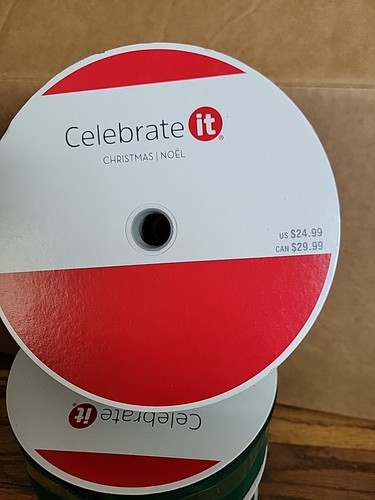 Celebrate it®
CHRISTMAS | NOËL
US $24.99
CAN $29.99
Celebrate it®